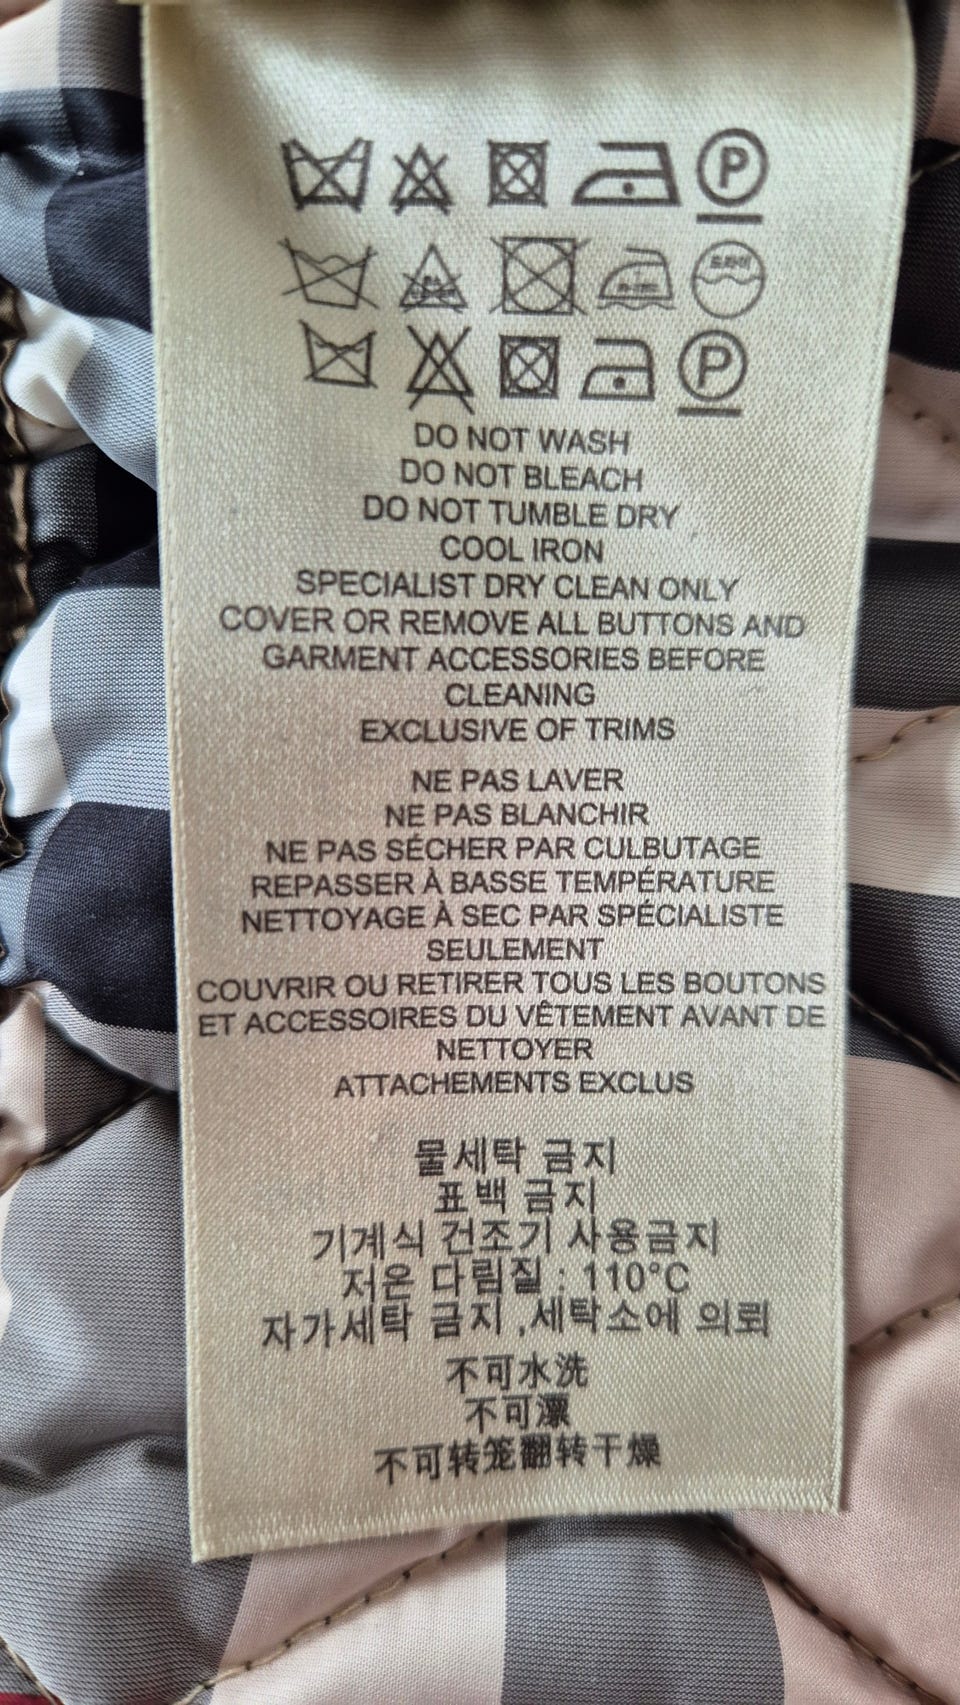 P
드라이
P
DO NOT WASH
DO NOT BLEACH
DO NOT TUMBLE DRY
COOL IRON
SPECIALIST DRY CLEAN ONLY
COVER OR REMOVE ALL BUTTONS AND
GARMENT ACCESSORIES BEFORE
CLEANING
EXCLUSIVE OF TRIMS
NE PAS LAVER
NE PAS BLANCHIR
NE PAS SÉCHER PAR CULBUTAGE
REPASSER À BASSE TEMPÉRATURE
NETTOYAGE À SEC PAR SPÉCIALISTE
SEULEMENT
COUVRIR OU RETIRER TOUS LES BOUTONS
ET ACCESSOIRES DU VÊTEMENT AVANT DE
NETTOYER
ATTACHEMENTS EXCLUS
물세탁 금지
표백 금지
기계식 건조기 사용금지
저온 다림질 : 110°C
자가세탁 금지 ,세탁소에 의뢰
不可水洗
不可漂
不可转笼翻转干燥